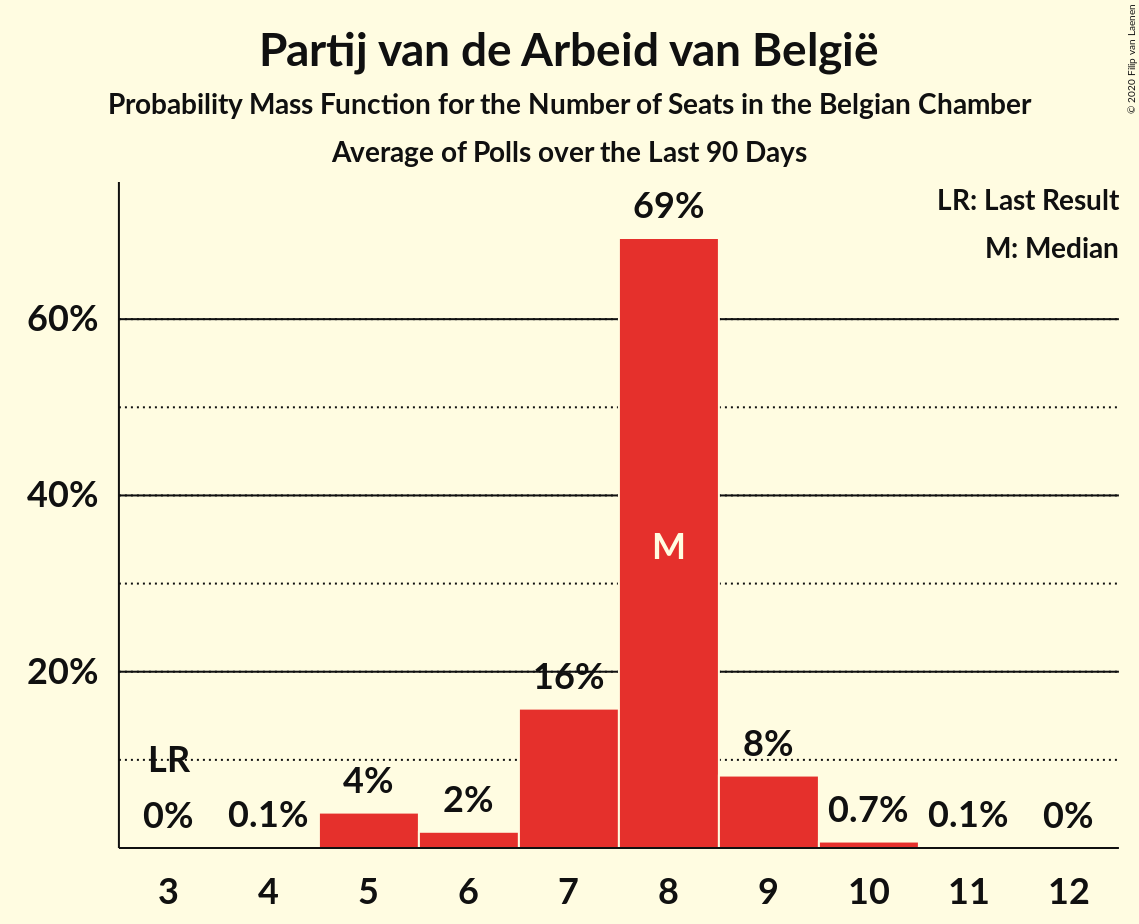 Partij van de Arbeid van België
Probability Mass Function for the Number of Seats in the Belgian Chamber
Average of Polls over the Last 90 Days
© 2020 Filip van Laenen
LR: Last Result
M: Median
69%
60%
40%
M
20%
16%
LR
8%
4%
2%
0%
0.1%
0.7%
0.1%
0%
3 4 5 6 7 8 9 10 11 12